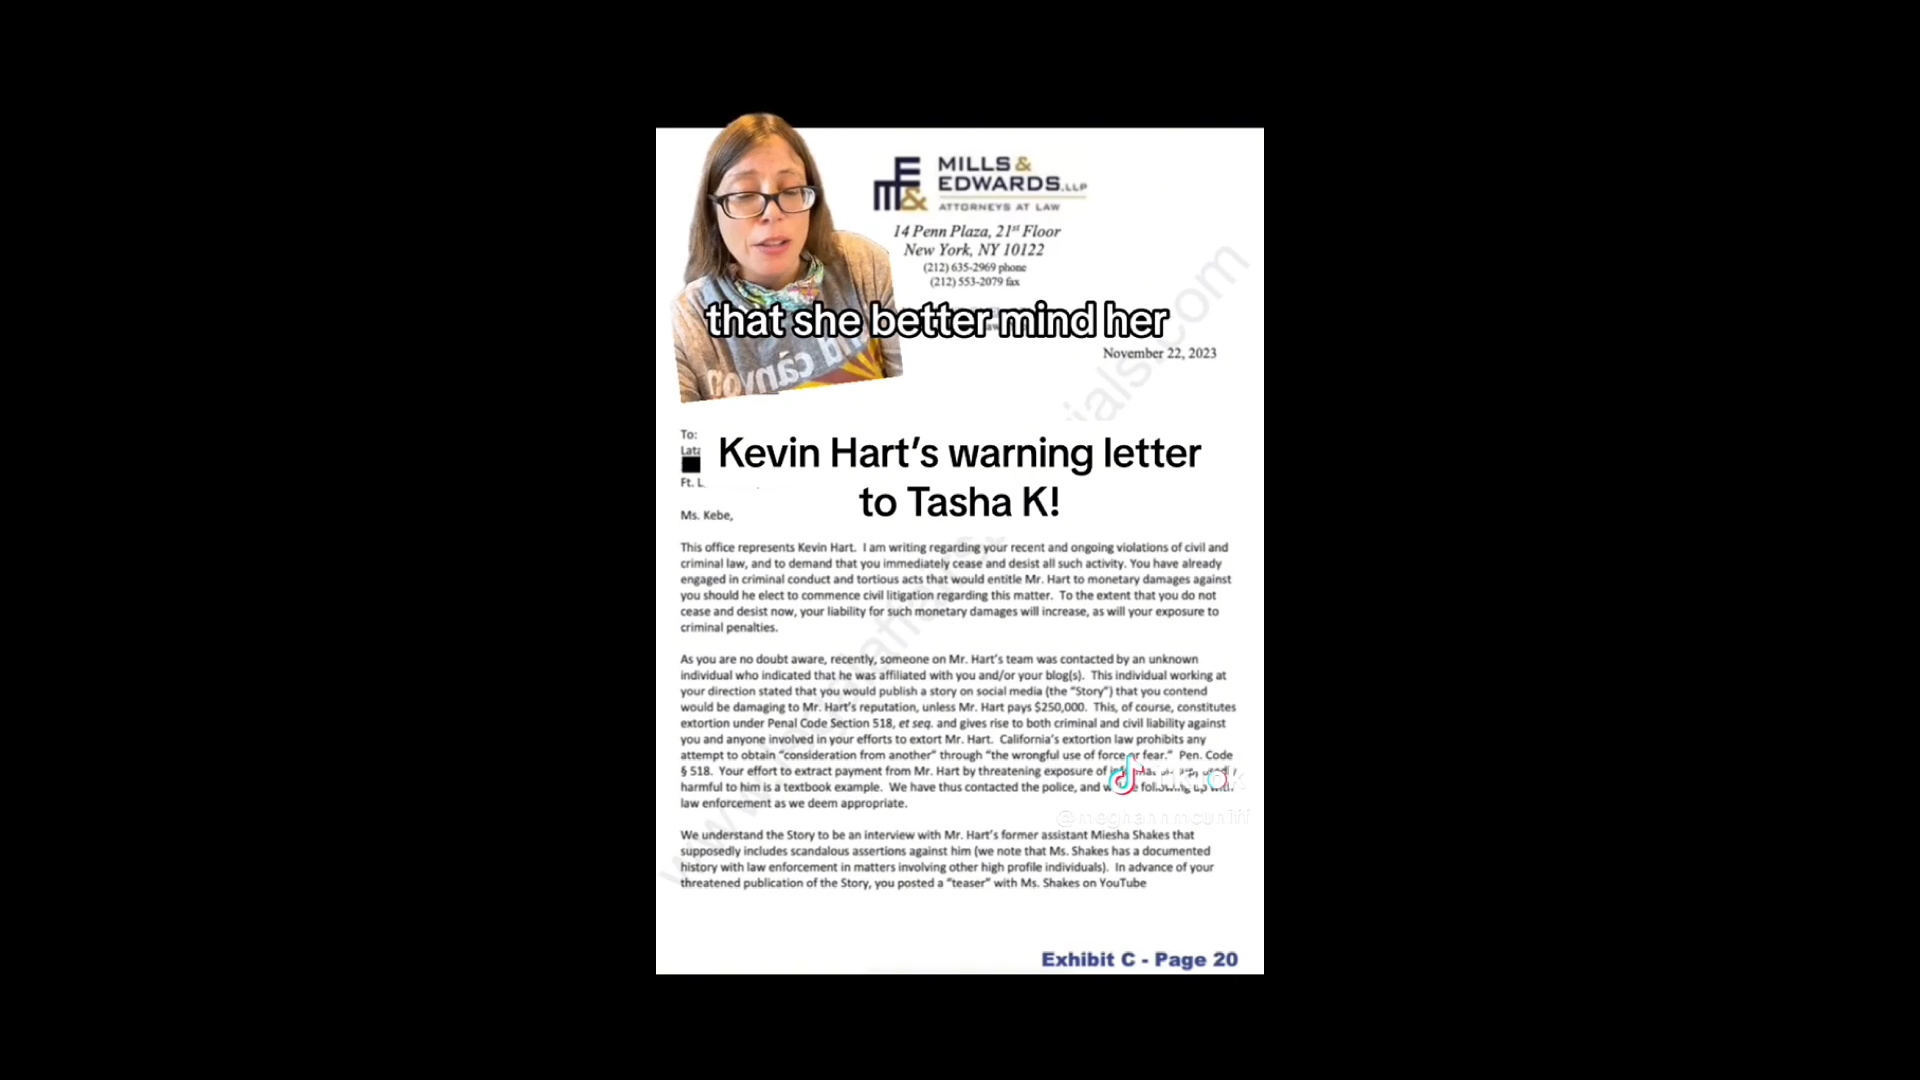 MILLS &
EDWARDS, LLP
ATTORNEYS AT LAW
14 Penn Plaza, 21st Floor
New York, NY 10122
(212) 635-2969 phone
(212) 553-2079 fax
that she better mind her
November 22, 2023
To:
Kevin Hart's warning letter
to Tasha K!
Ms. Kebe,
This office represents Kevin Hart. I am writing regarding your recent and ongoing violations of civil and
criminal law, and to demand that you immediately cease and desist all such activity. You have already
engaged in criminal conduct and tortious acts that would entitle Mr. Hart to monetary damages against
you should he elect to commence civil litigation regarding this matter. To the extent that you do not
cease and desist now, your liability for such monetary damages will increase, as will your exposure to
criminal penalties.
As you are no doubt aware, recently, someone on Mr. Hart's team was contacted by an unknown
individual who indicated that he was affiliated with you and/or your blog(s). This individual working at
your direction stated that you would publish a story on social media (the "Story") that you contend
would be damaging to Mr. Hart's reputation, unless Mr. Hart pays $250,000. This, of course, constitutes
extortion under Penal Code Section 518, et seq. and gives rise to both criminal and civil liability against
you and anyone involved in your efforts to extort Mr. Hart. California's extortion law prohibits any
attempt to obtain "consideration from another" through "the wrongful use of force or fear." Pen. Code
§ 518. Your effort to extract payment from Mr. Hart by threatening exposure of
harmful to him is a textbook example. We have thus contacted the police, and
law enforcement as we deem appropriate.
We understand the Story to be an interview with Mr. Hart's former assistant Miesha Shakes that
supposedly includes scandalous assertions against him (we note that Ms. Shakes has a documented
history with law enforcement in matters involving other high profile individuals). In advance of your
threatened publication of the Story, you posted a "teaser" with Ms. Shakes on YouTube
TikTok
@meghannmcuniff
Exhibit C - Page 20